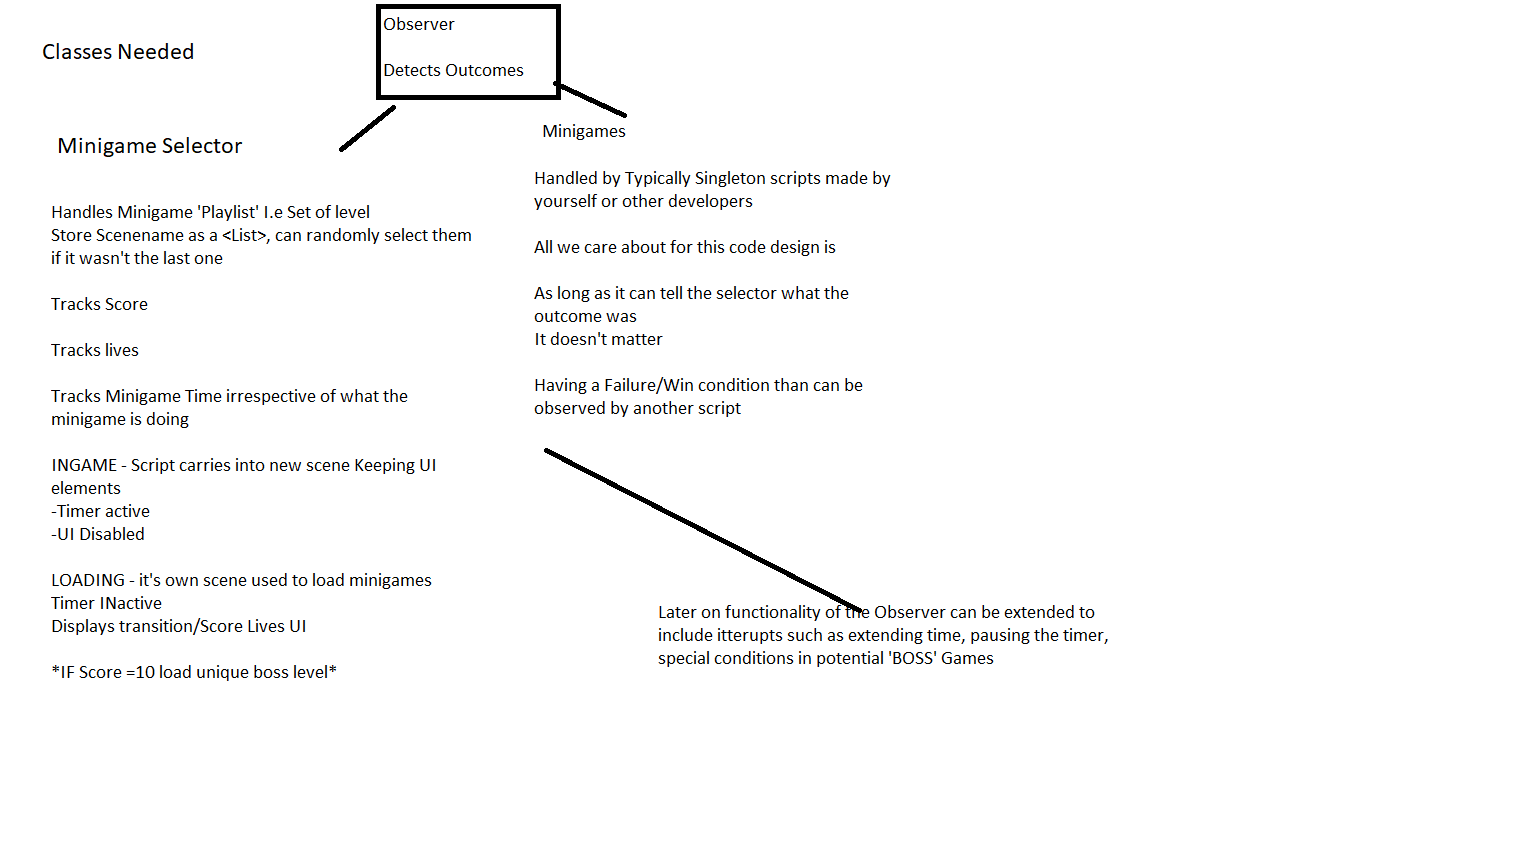 Classes Needed
Observer
Detects Outcomes
Minigame Selector
Handles Minigame 'Playlist' I.e Set of level
Store Scenename as a <List>, can randomly select them
if it wasn't the last one
Tracks Score
Tracks lives
Tracks Minigame Time irrespective of what the
minigame is doing
INGAME - Script carries into new scene Keeping UI
elements
-Timer active
-UI Disabled
LOADING - it's own scene used to load minigames
Timer INactive
Displays transition/Score Lives UI
*IF Score =10 load unique boss level*
Minigames
Handled by Typically Singleton scripts made by
yourself or other developers
All we care about for this code design is
As long as it can tell the selector what the
outcome was
It doesn't matter
Having a Failure/Win condition than can be
observed by another script
Later on functionality of the Observer can be extended to
include itterupts such as extending time, pausing the timer,
special conditions in potential 'BOSS' Games